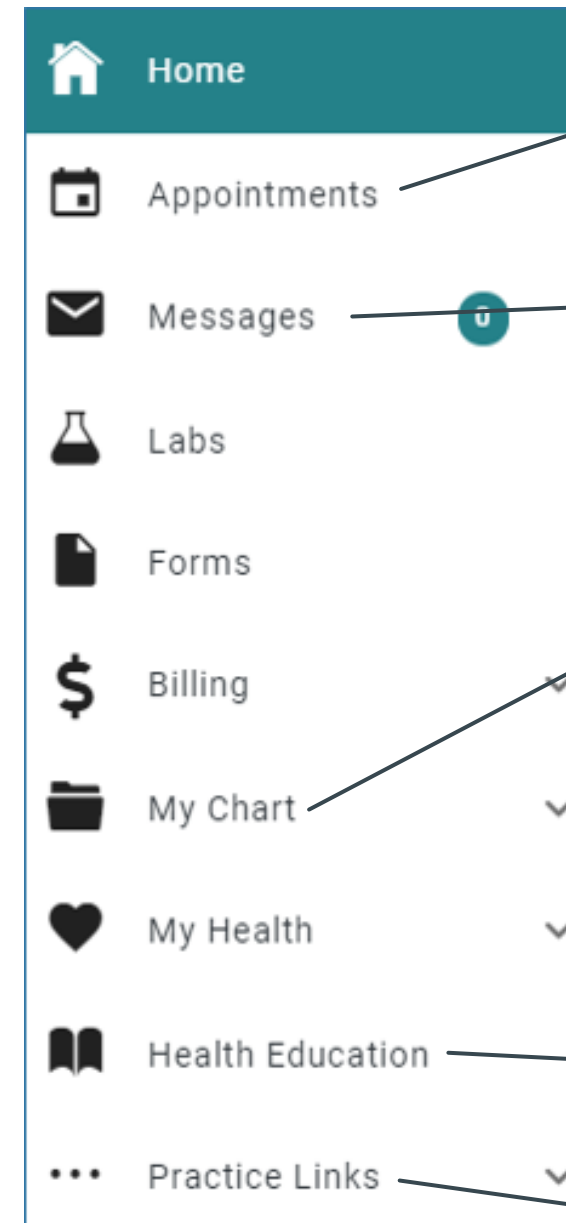 Home
Appointments
Messages 0
Labs
Forms
Billing
My Chart
My Health
Health Education
Practice Links